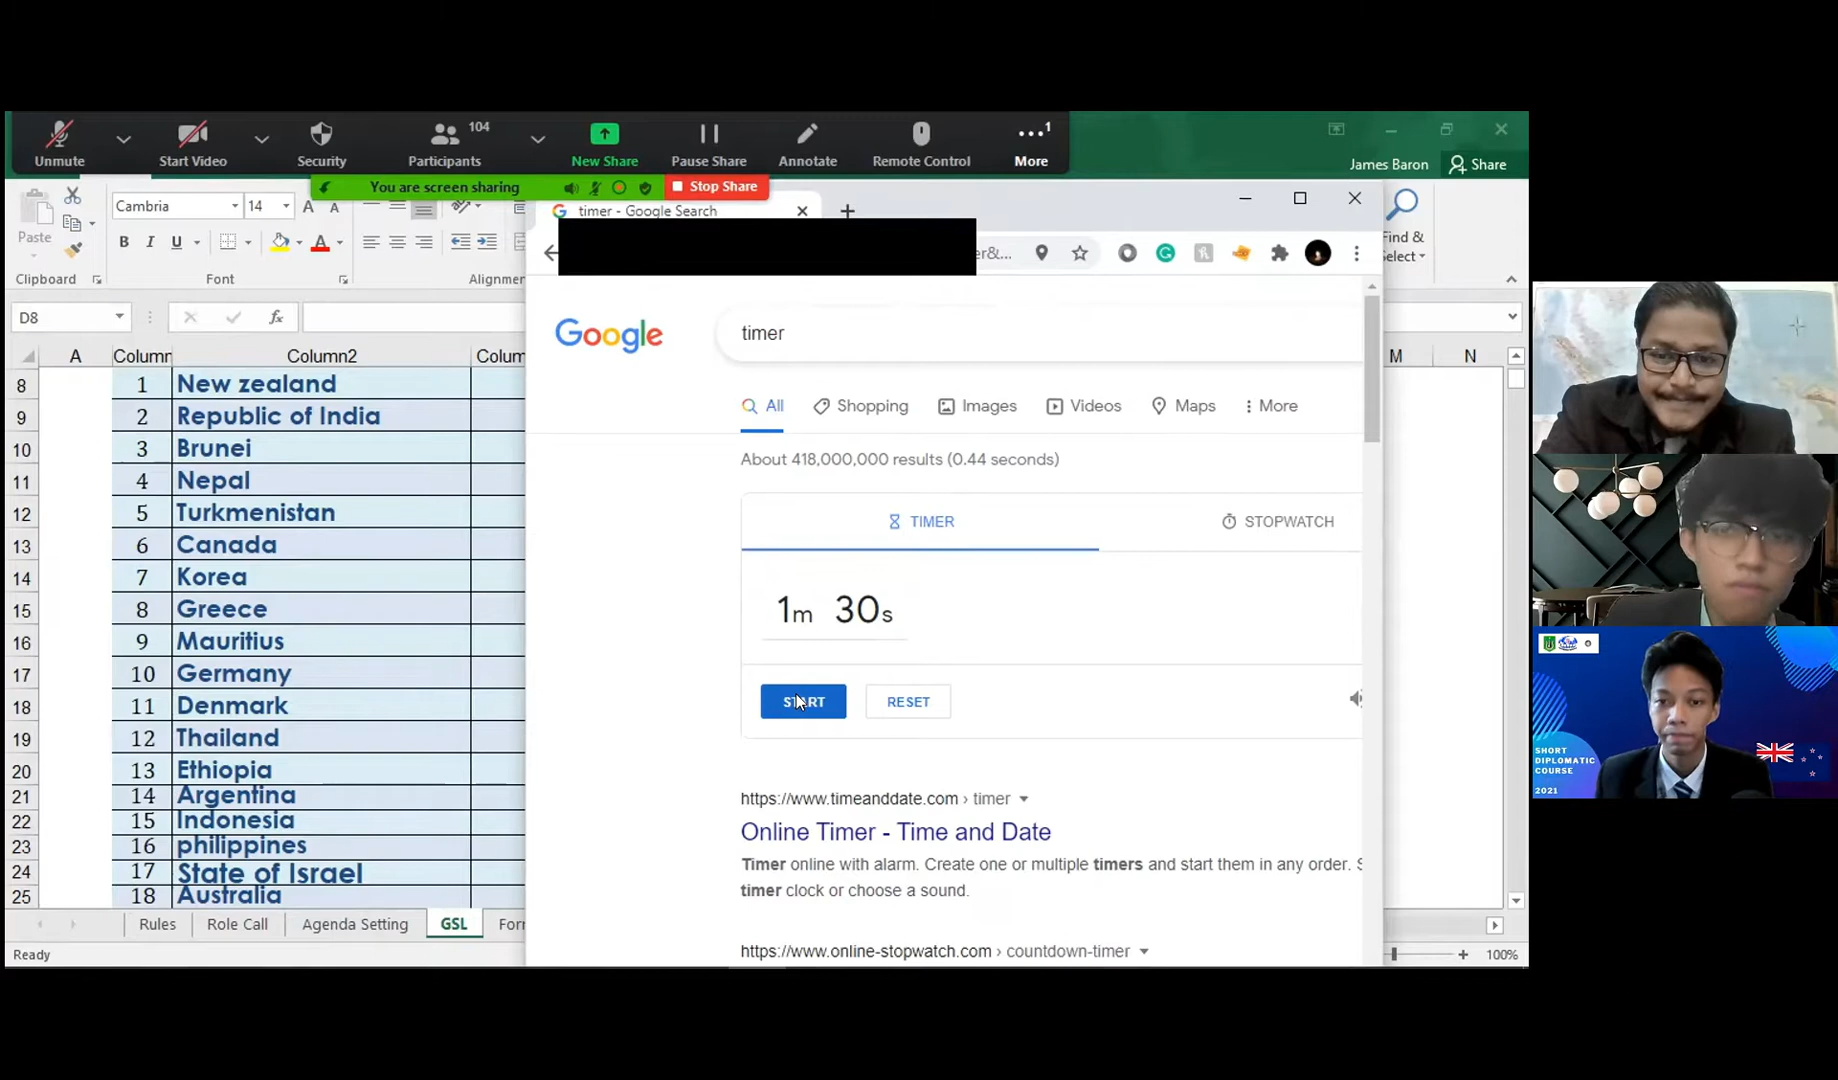 104
1
Unmute Start Video Security Participants New Share Pause Share Annotate Remote Control More
James Baron Share
You are screen sharing Stop Share
Cambria 14
timer - Google Search
Paste
B I U A
er&...
Find &
Select
Clipboard Font Alignmen
D8 fx
Google timer
A Column Column2 Colum M N
All Shopping Images Videos Maps More
About 418,000,000 results (0.44 seconds)
TIMER STOPWATCH
1m 30s
START RESET
8 1 New zealand
9 2 Republic of India
10 3 Brunei
11 4 Nepal
12 5 Turkmenistan
13 6 Canada
14 7 Korea
15 8 Greece
16 9 Mauritius
17 10 Germany
18 11 Denmark
19 12 Thailand
20 13 Ethiopia
21 14 Argentina
22 15 Indonesia
23 16 philippines
24 17 State of Israel
25 18 Australia
https://www.timeanddate.com › timer
Online Timer - Time and Date
Timer online with alarm. Create one or multiple timers and start them in any order. S
timer clock or choose a sound.
https://www.online-stopwatch.com › countdown-timer
Rules Role Call Agenda Setting GSL For
Ready
100%
SHORT
DIPLOMATIC
COURSE
2021